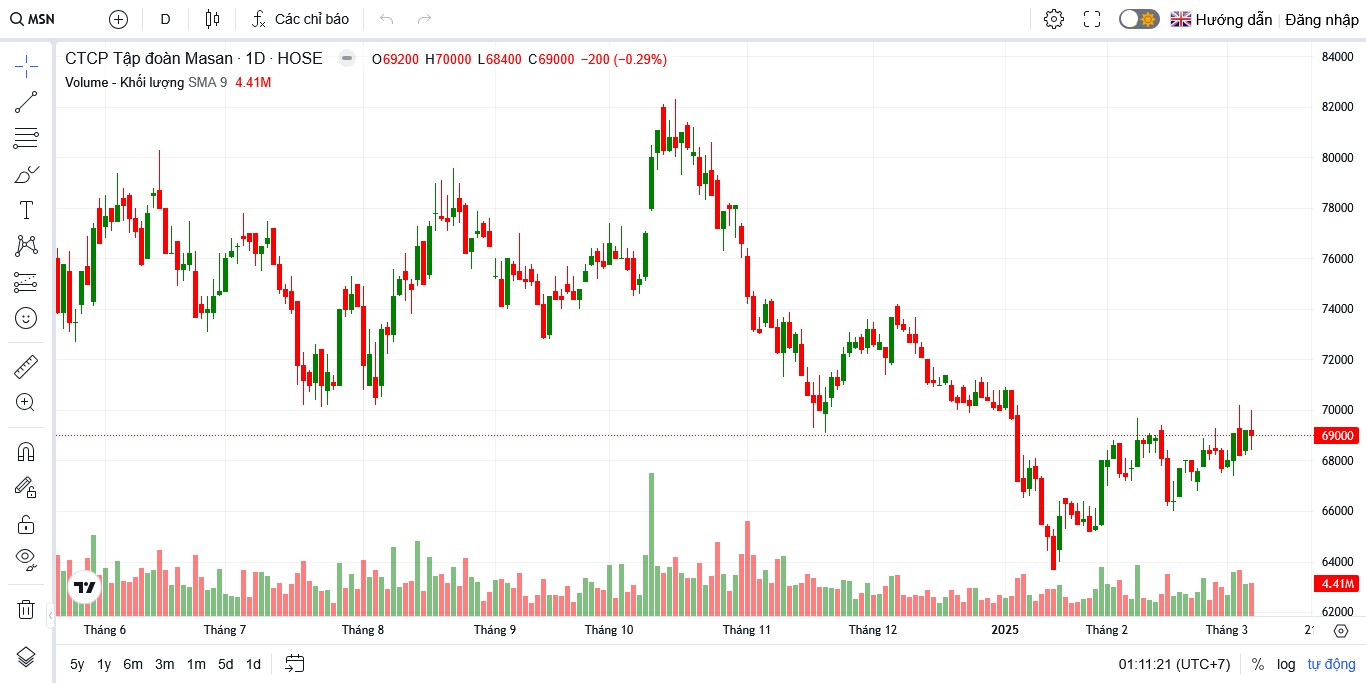 MSN D Các chỉ báo Hướng dẫn Đăng nhập
CTCP Tập đoàn Masan · 1D · HOSE O69200 H70000 L68400 C69000 −200 (−0.29%)
Volume - Khối lượng SMA 9 4.41M
84000
82000
80000
78000
76000
74000
72000
70000
69000
68000
66000
64000
4.41M
62000
Tháng 6 Tháng 7 Tháng 8 Tháng 9 Tháng 10 Tháng 11 Tháng 12 2025 Tháng 2 Tháng 3 21
5y 1y 6m 3m 1m 5d 1d 01:11:21 (UTC+7) % log tự động